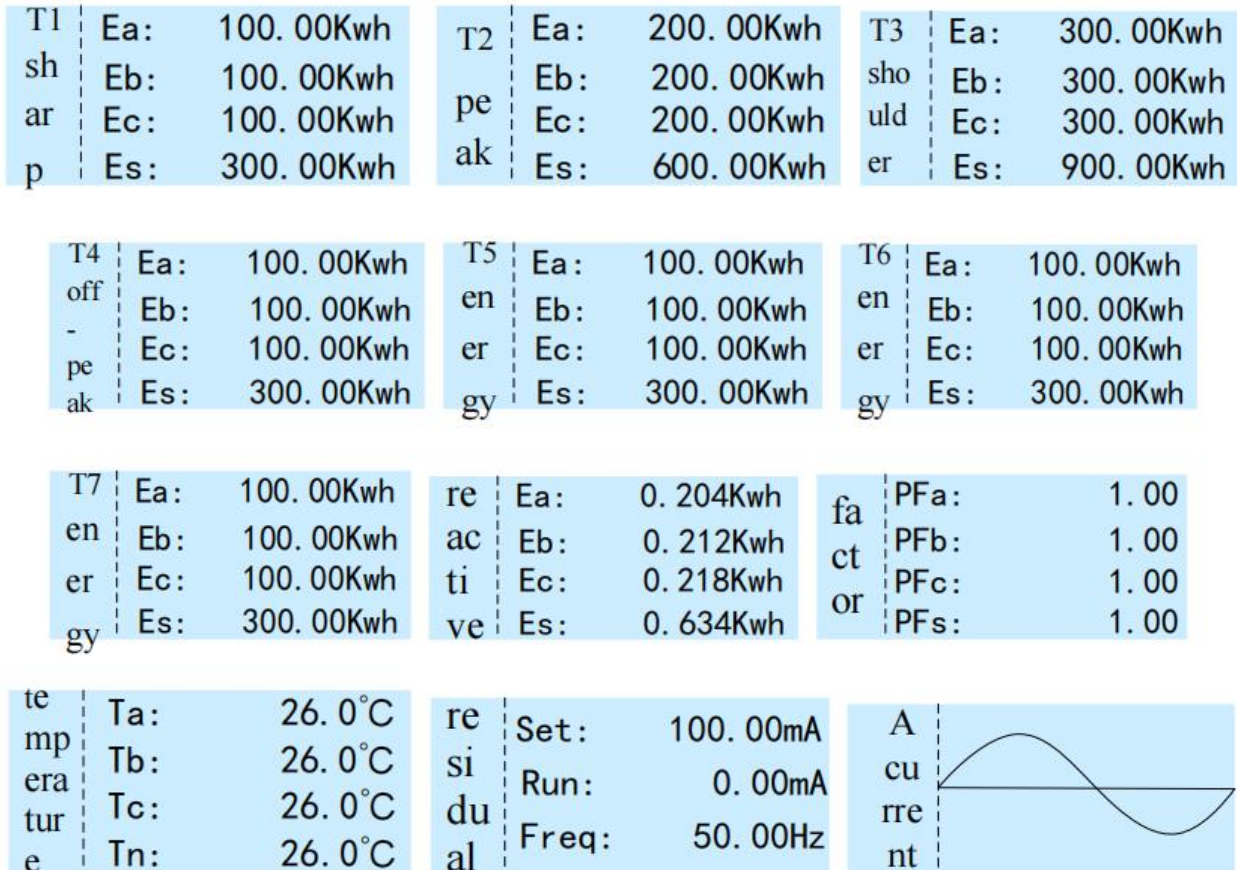 T1
sh
ar
p
Ea: 100.00Kwh
Eb: 100.00Kwh
Ec: 100.00Kwh
Es: 300.00Kwh
T2
pe
ak
Ea: 200.00Kwh
Eb: 200.00Kwh
Ec: 200.00Kwh
Es: 600.00Kwh
T3
sho
uld
er
Ea: 300.00Kwh
Eb: 300.00Kwh
Ec: 300.00Kwh
Es: 900.00Kwh
T4
off
-
pe
ak
Ea: 100.00Kwh
Eb: 100.00Kwh
Ec: 100.00Kwh
Es: 300.00Kwh
T5
en
er
gy
Ea: 100.00Kwh
Eb: 100.00Kwh
Ec: 100.00Kwh
Es: 300.00Kwh
T6
en
er
gy
Ea: 100.00Kwh
Eb: 100.00Kwh
Ec: 100.00Kwh
Es: 300.00Kwh
T7
en
er
gy
Ea: 100.00Kwh
Eb: 100.00Kwh
Ec: 100.00Kwh
Es: 300.00Kwh
re
ac
ti
ve
Ea: 0.204Kwh
Eb: 0.212Kwh
Ec: 0.218Kwh
Es: 0.634Kwh
fa
ct
or
PFa: 1.00
PFb: 1.00
PFc: 1.00
PFs: 1.00
te
mp
era
tur
e
Ta: 26.0°C
Tb: 26.0°C
Tc: 26.0°C
Tn: 26.0°C
re
si
du
al
Set: 100.00mA
Run: 0.00mA
Freq: 50.00Hz
A
cu
rre
nt